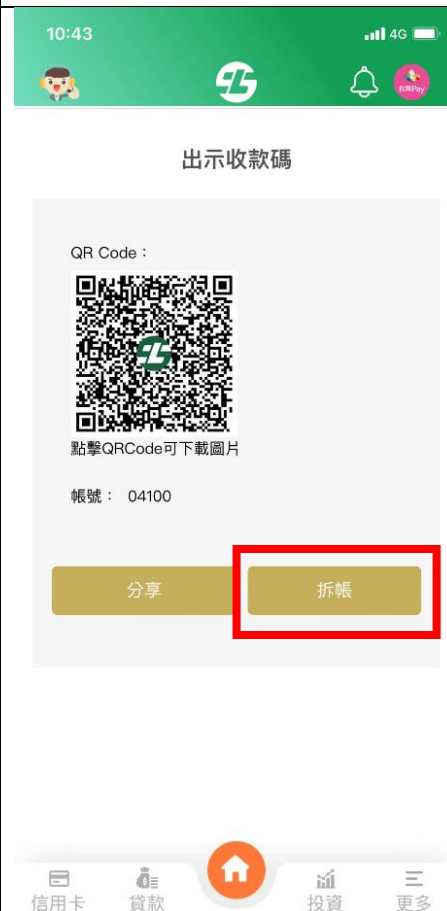 10:43
4G
台灣Pay
出示收款碼
QR Code：
點擊QRCode可下載圖片
帳號： 04100
分享
拆帳
信用卡
貸款
投資
更多